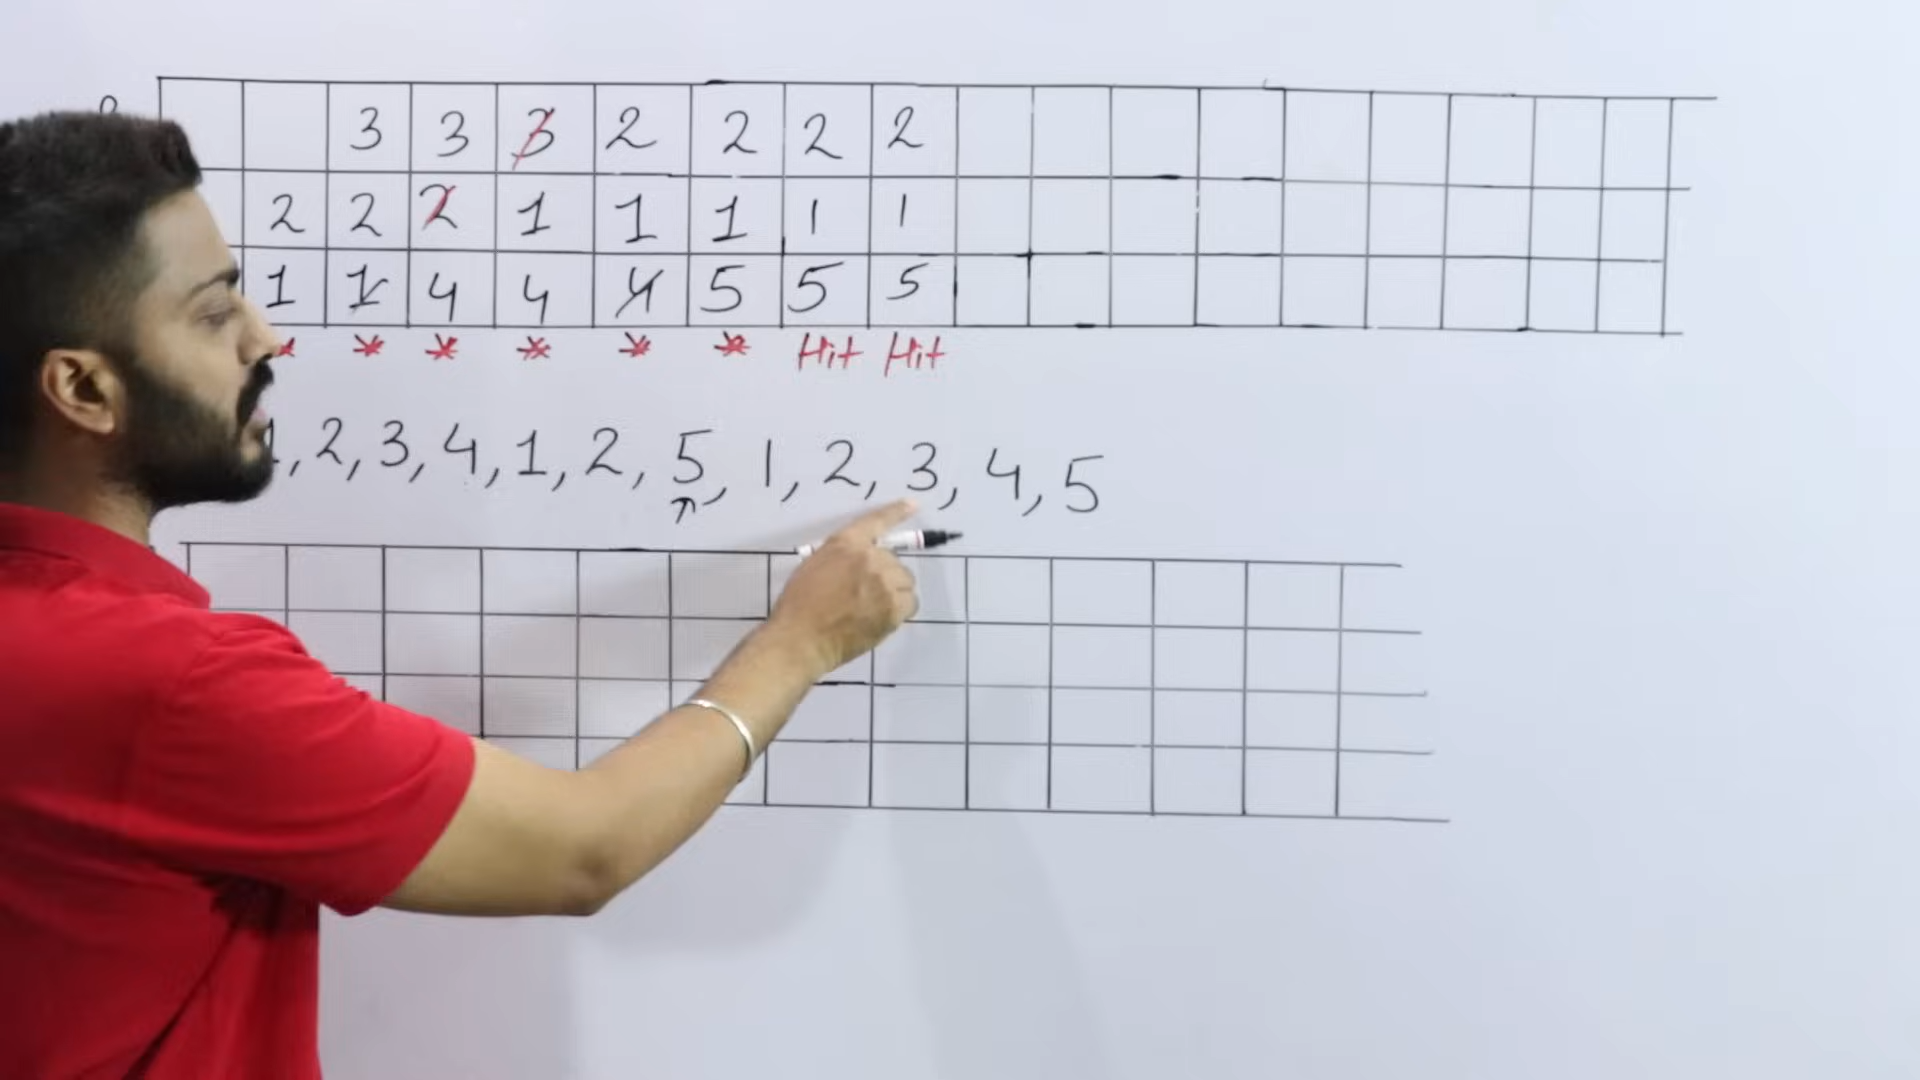 3 3 3 2 2 2 2
2 2 2 1 1 1 1 1
1 1 4 4 4 5 5 5
* * * * * * Hit Hit
1, 2, 3, 4, 1, 2, 5, 1, 2, 3, 4, 5